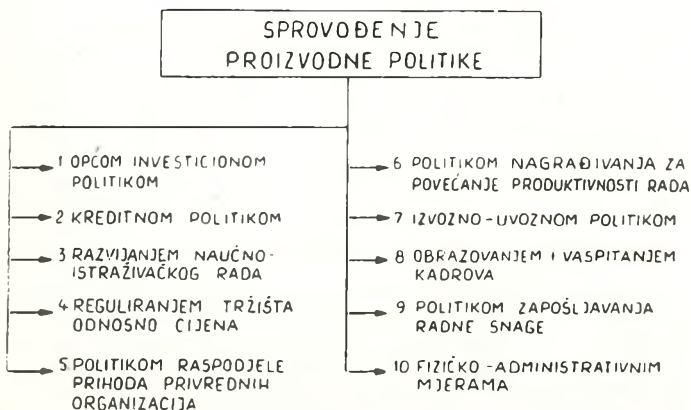 SPROVOĐENJE
PROIZVODNE POLITIKE
1 OPĆOM INVESTICIONOM
POLITIKOM
2 KREDITNOM POLITIKOM
3 RAZVIJANJEM NAUČNO-
ISTRAŽIVAČKOG RADA
4 REGULIRANJEM TRŽIŠTA
ODNOSNO CIJENA
5 POLITIKOM RASPODJELE
PRIHODA PRIVREDNIH
ORGANIZACIJA
6 POLITIKOM NAGRAĐIVANJA ZA
POVEĆANJE PRODUKTIVNOSTI RADA
7 IZVOZNO-UVOZNOM POLITIKOM
8 OBRAZOVANJEM I VASPITANJEM
KADROVA
9 POLITIKOM ZAPOŠLJAVANJA
RADNE SNAGE
10 FIZIČKO-ADMINISTRATIVNIM
MJERAMA